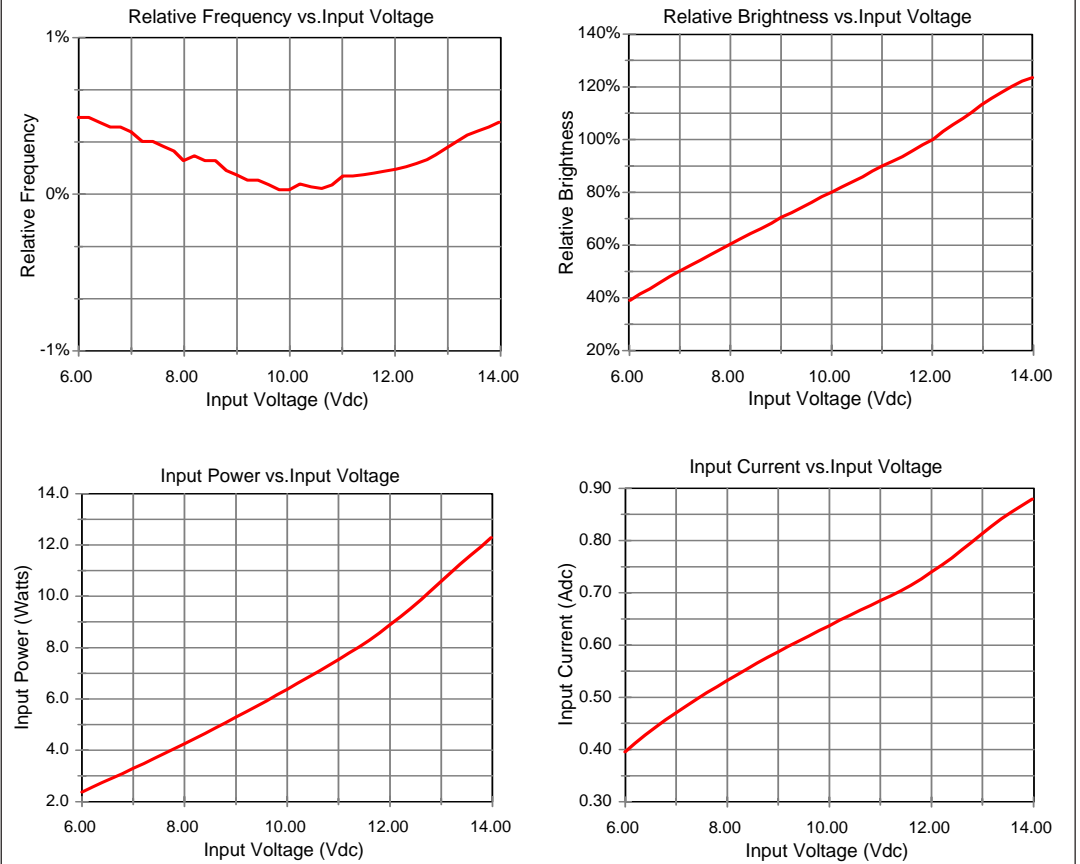 Relative Frequency vs.Input Voltage
1%
0%
-1%
Relative Frequency
6.00 8.00 10.00 12.00 14.00
Input Voltage (Vdc)
Relative Brightness vs.Input Voltage
140%
120%
100%
80%
60%
40%
20%
Relative Brightness
6.00 8.00 10.00 12.00 14.00
Input Voltage (Vdc)
Input Power vs.Input Voltage
14.0
12.0
10.0
8.0
6.0
4.0
2.0
Input Power (Watts)
6.00 8.00 10.00 12.00 14.00
Input Voltage (Vdc)
Input Current vs.Input Voltage
0.90
0.80
0.70
0.60
0.50
0.40
0.30
Input Current (Adc)
6.00 8.00 10.00 12.00 14.00
Input Voltage (Vdc)